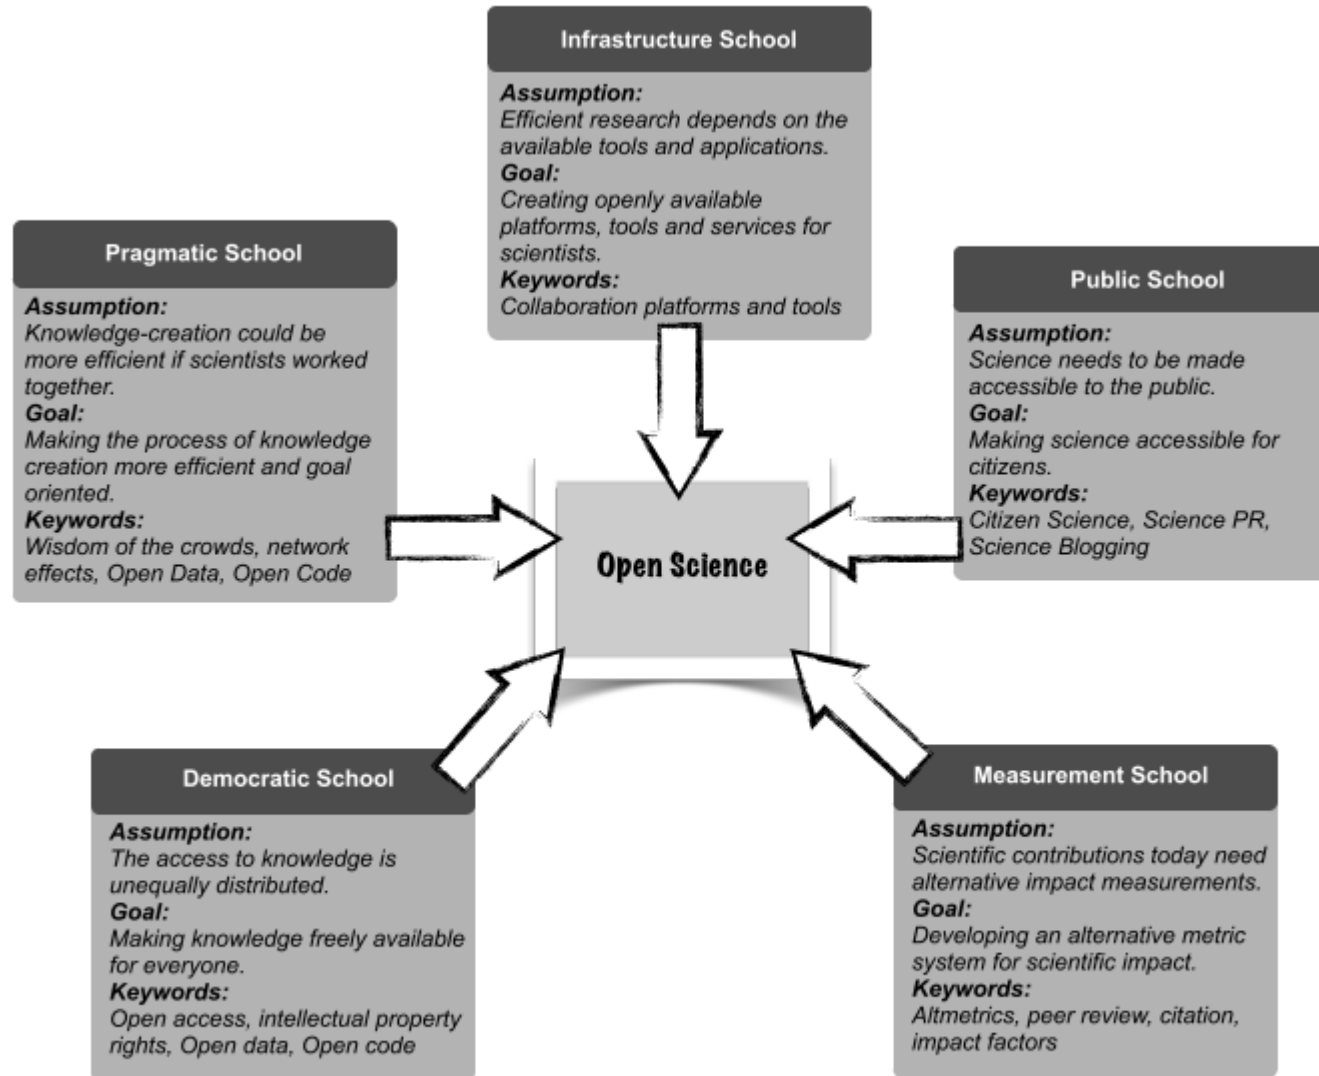 Infrastructure School
Assumption:
Efficient research depends on the
available tools and applications.
Goal:
Creating openly available
platforms, tools and services for
scientists.
Keywords:
Collaboration platforms and tools
Pragmatic School
Assumption:
Knowledge-creation could be
more efficient if scientists worked
together.
Goal:
Making the process of knowledge
creation more efficient and goal
oriented.
Keywords:
Wisdom of the crowds, network
effects, Open Data, Open Code
Public School
Assumption:
Science needs to be made
accessible to the public.
Goal:
Making science accessible for
citizens.
Keywords:
Citizen Science, Science PR,
Science Blogging
Open Science
Democratic School
Assumption:
The access to knowledge is
unequally distributed.
Goal:
Making knowledge freely available
for everyone.
Keywords:
Open access, intellectual property
rights, Open data, Open code
Measurement School
Assumption:
Scientific contributions today need
alternative impact measurements.
Goal:
Developing an alternative metric
system for scientific impact.
Keywords:
Altmetrics, peer review, citation,
impact factors